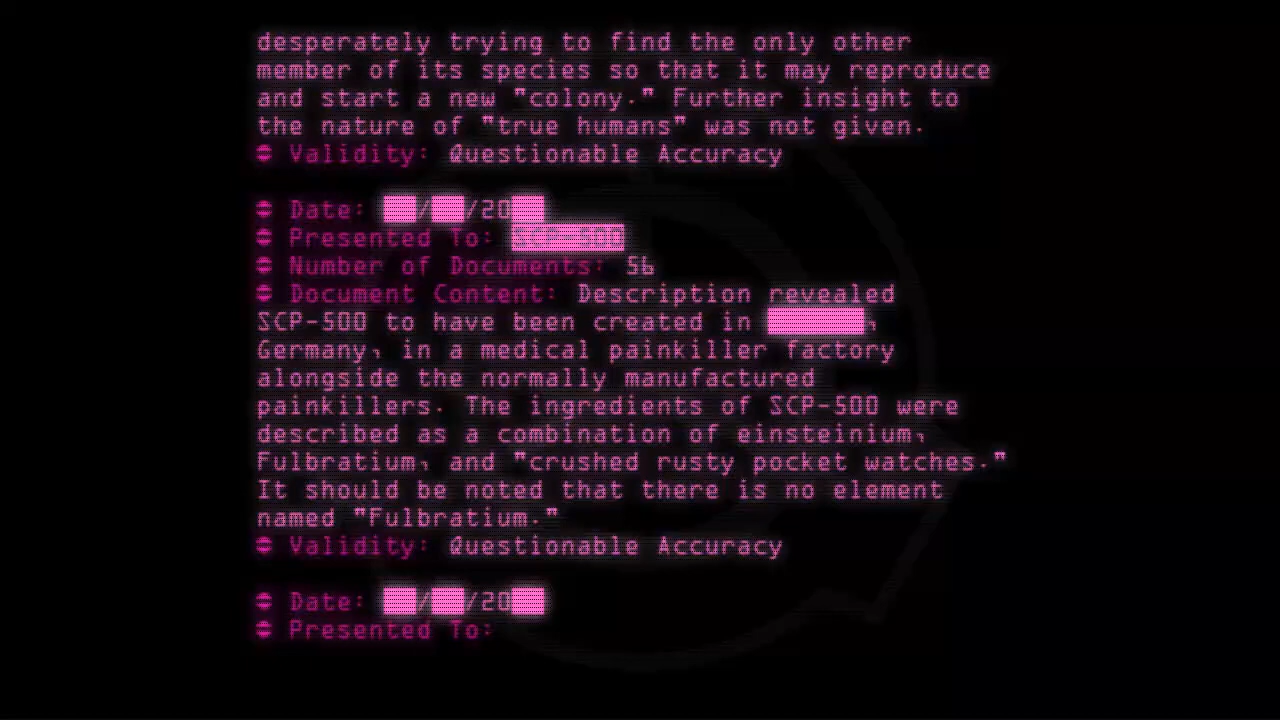 desperately trying to find the only other
member of its species so that it may reproduce
and start a new "colony." Further insight to
the nature of "true humans" was not given.
Validity: Questionable Accuracy
Date: ██/██/20██
Presented To: SCP-500
Number of Documents: 56
Document Content: Description revealed
SCP-500 to have been created in ██████,
Germany, in a medical painkiller factory
alongside the normally manufactured
painkillers. The ingredients of SCP-500 were
described as a combination of einsteinium,
Fulbratium, and "crushed rusty pocket watches."
It should be noted that there is no element
named "Fulbratium."
Validity: Questionable Accuracy
Date: ██/██/20██
Presented To: